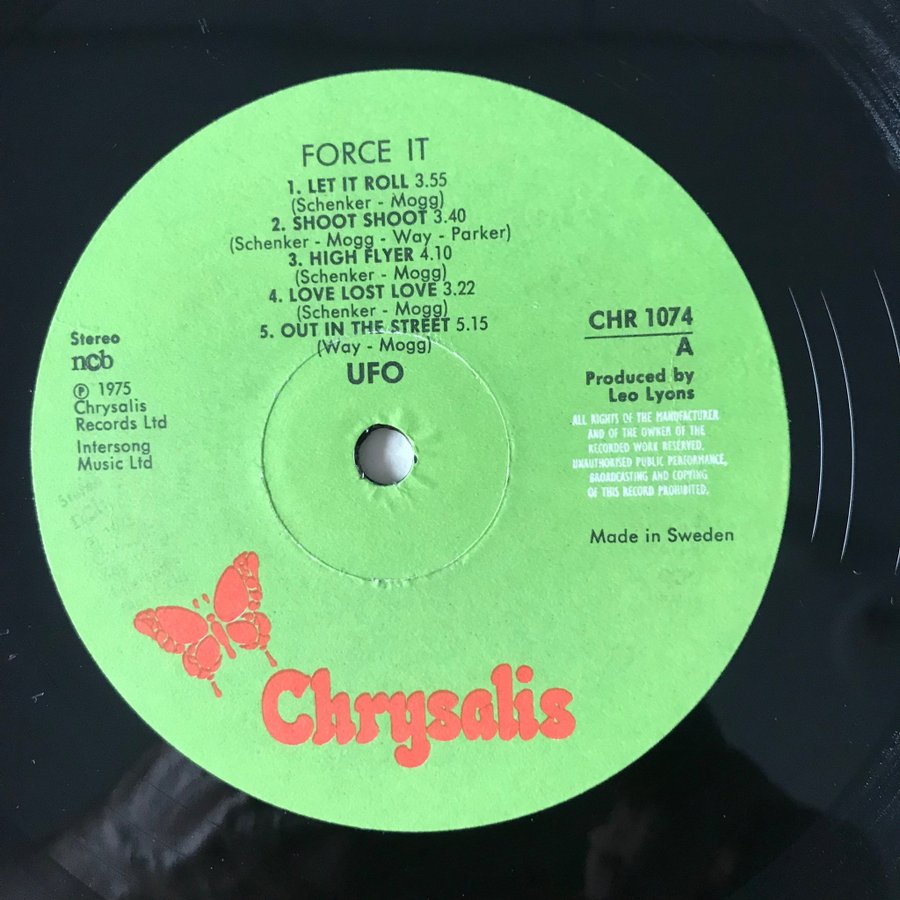 FORCE IT
1. LET IT ROLL 3.55
(Schenker - Mogg)
2. SHOOT SHOOT 3.40
(Schenker - Mogg - Way - Parker)
3. HIGH FLYER 4.10
(Schenker - Mogg)
4. LOVE LOST LOVE 3.22
(Schenker - Mogg)
5. OUT IN THE STREET 5.15
(Way - Mogg)
UFO
Stereo
ncb
Ⓟ 1975
Chrysalis
Records Ltd
Intersong
Music Ltd
CHR 1074
A
Produced by
Leo Lyons
ALL RIGHTS OF THE MANUFACTURER
AND OF THE OWNER OF THE
RECORDED WORK RESERVED.
UNAUTHORISED PUBLIC PERFORMANCE,
BROADCASTING AND COPYING
OF THIS RECORD PROHIBITED.
Made in Sweden
Stereo
Chrysalis